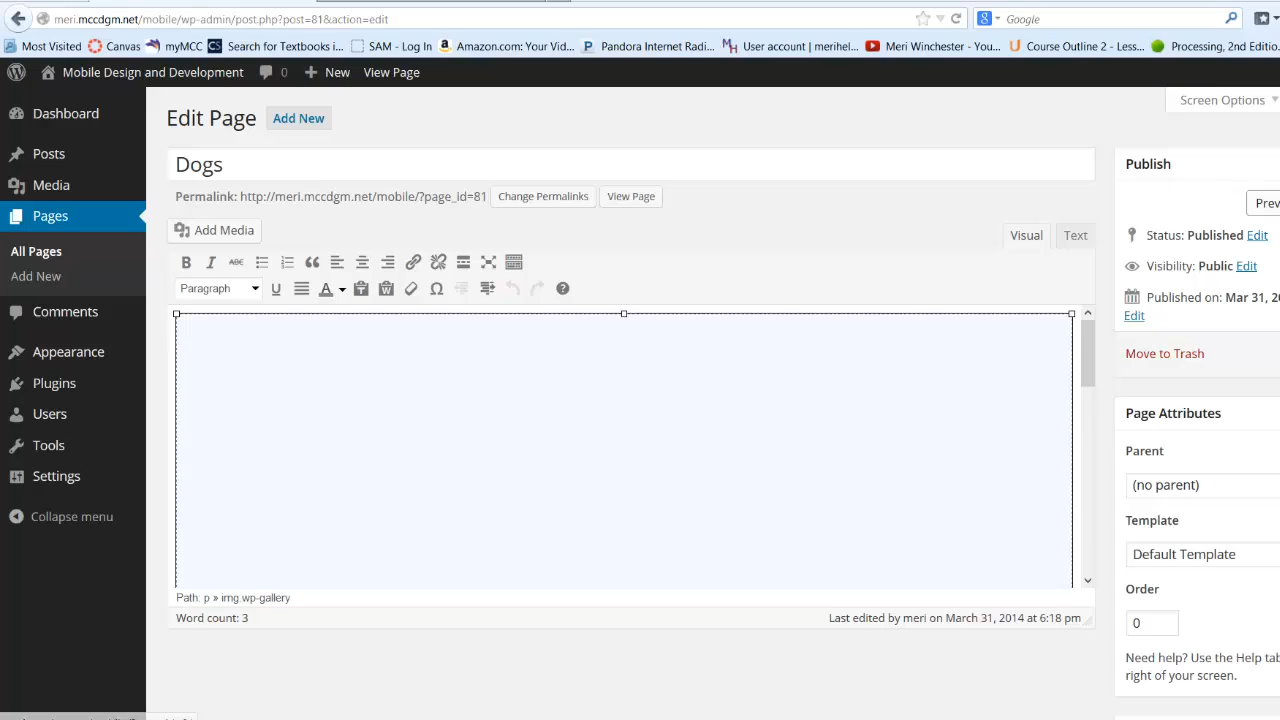 meri.mccdgm.net/mobile/wp-admin/post.php?post=81&action=edit
Google
Most Visited
Canvas
myMCC
Search for Textbooks i...
SAM - Log In
Amazon.com: Your Vid...
Pandora Internet Radi...
User account | merihel...
Meri Winchester - Yo...
Course Outline 2 - Less...
Processing, 2nd Editio...
Mobile Design and Development
0
New
View Page
Dashboard
Posts
Media
Pages
All Pages
Add New
Comments
Appearance
Plugins
Users
Tools
Settings
Collapse menu
Screen Options
Edit Page
Add New
Dogs
Permalink: http://meri.mccdgm.net/mobile/?page_id=81
Change Permalinks
View Page
Add Media
Visual
Text
B I ABC
Paragraph
U
A
Path: p » img.wp-gallery
Word count: 3
Last edited by meri on March 31, 2014 at 6:18 pm
Publish
Prev
Status: Published Edit
Visibility: Public Edit
Published on: Mar 31, 20
Edit
Move to Trash
Page Attributes
Parent
(no parent)
Template
Default Template
Order
0
Need help? Use the Help tab
right of your screen.